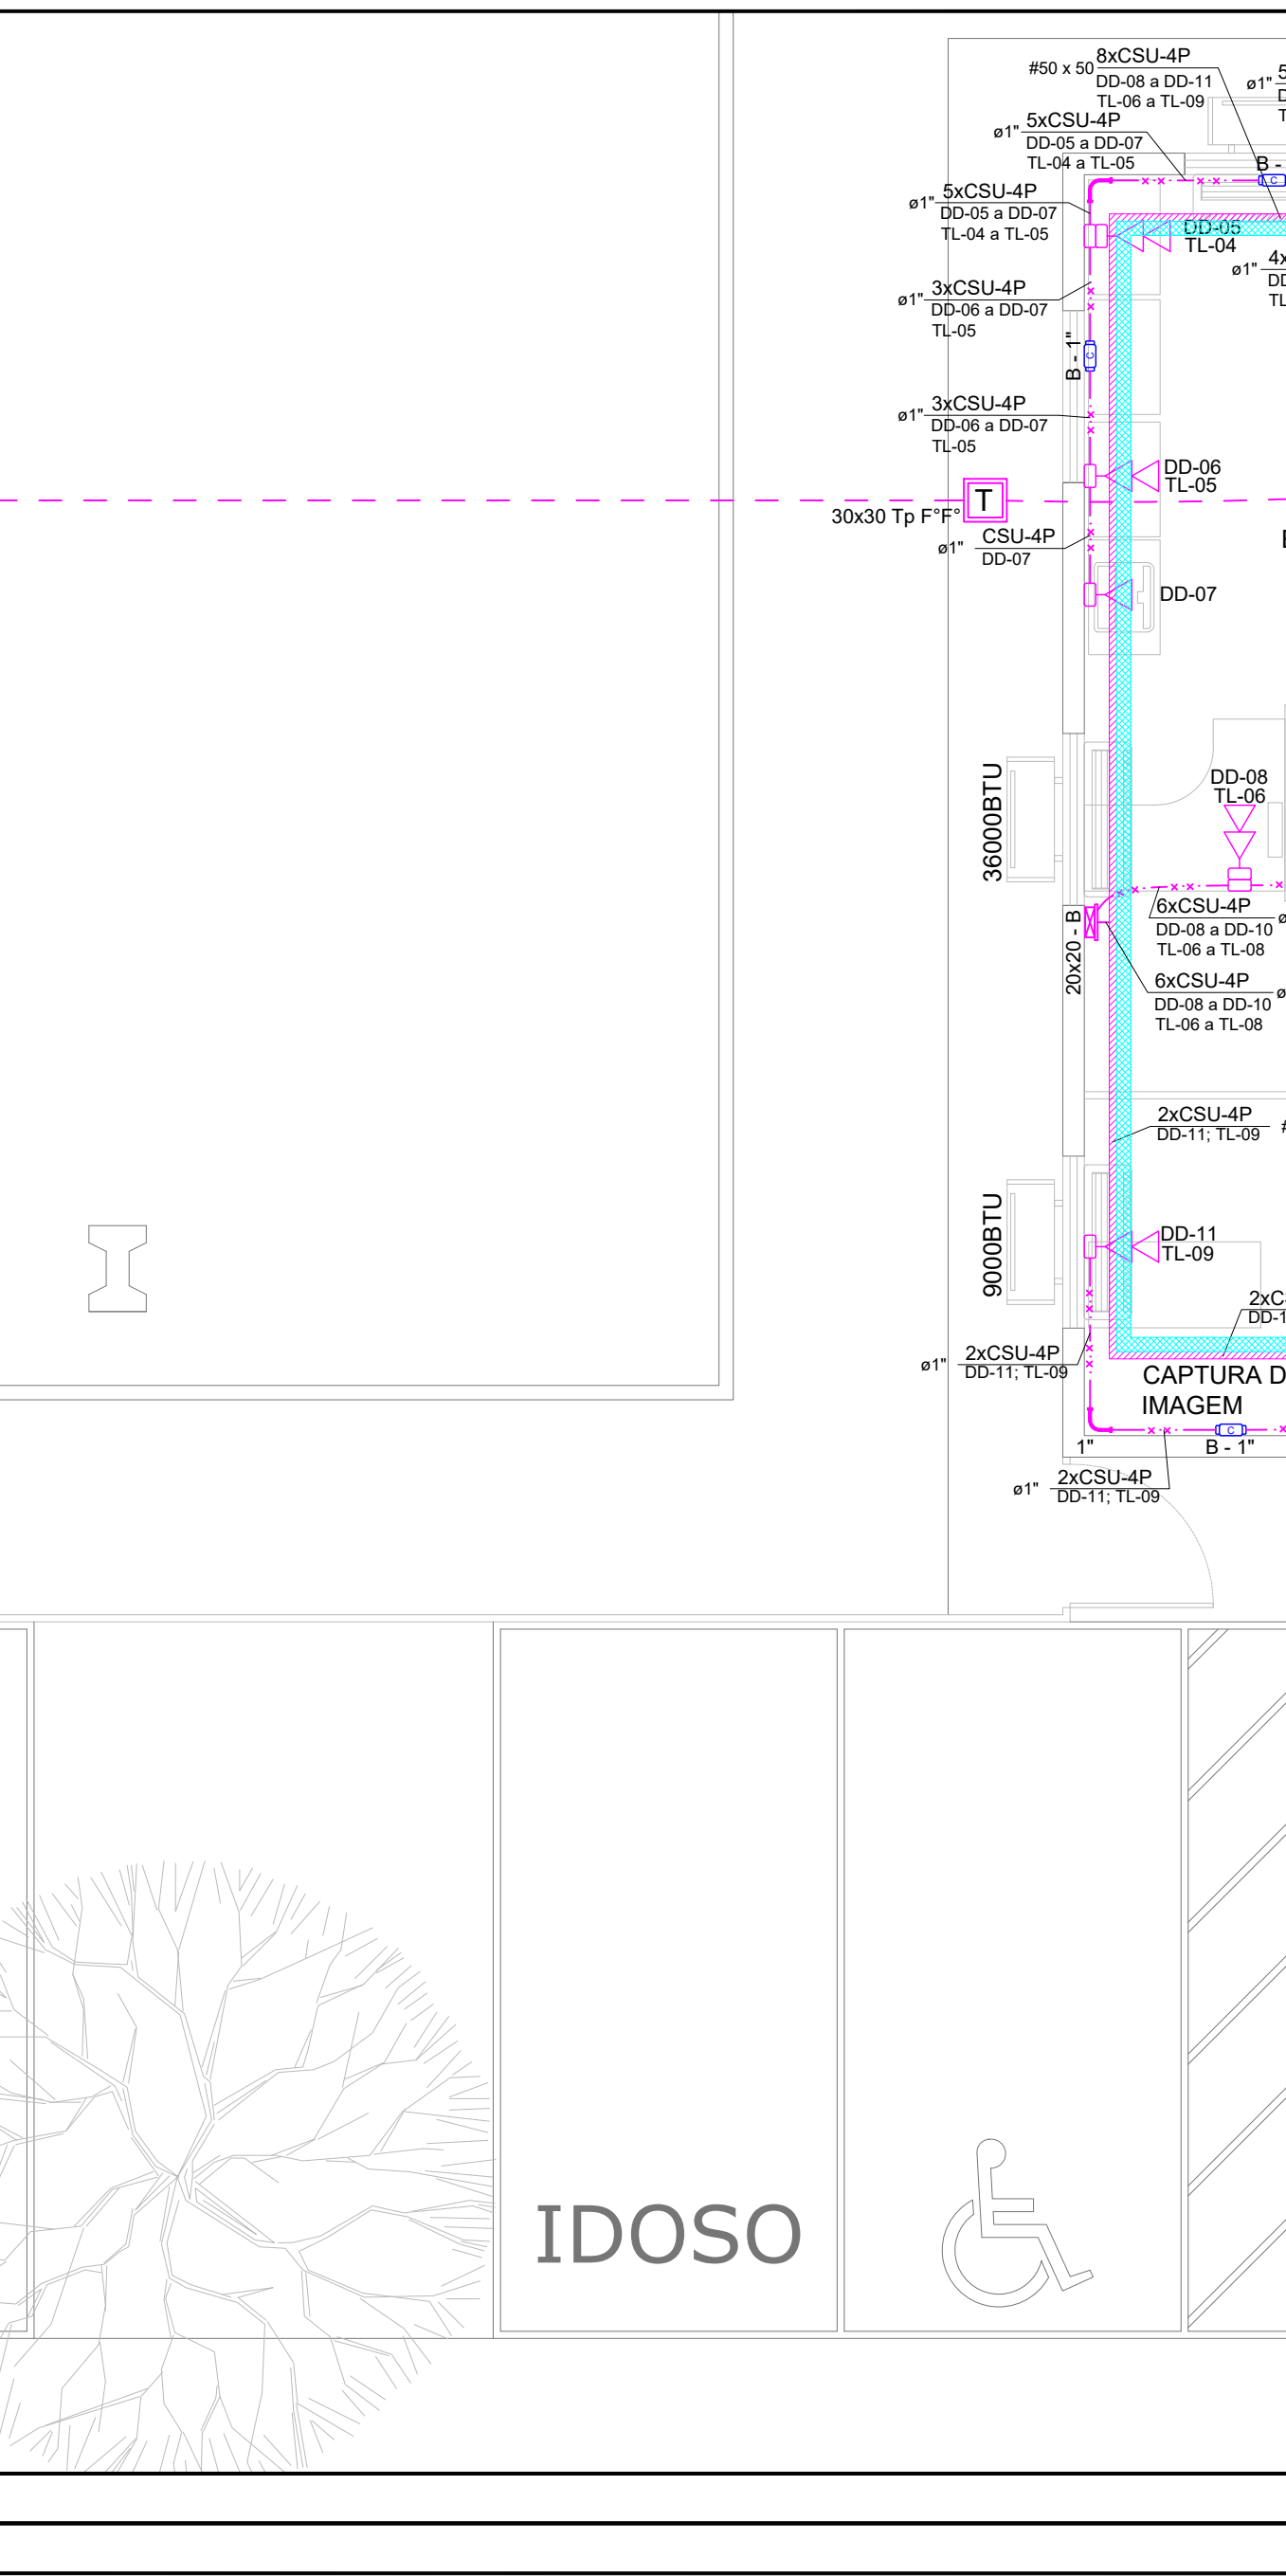 8xCSU-4P
#50 x 50
DD-08 a DD-11
TL-06 a TL-09
ø1"
5xCSU-4P
ø1"
DD-05 a DD-07
TL-04 a TL-05
B -
C
5xCSU-4P
ø1"
DD-05 a DD-07
TL-04 a TL-05
DD-05
TL-04
ø1"
3xCSU-4P
ø1"
DD-06 a DD-07
TL-05
B - 1"
C
3xCSU-4P
ø1"
DD-06 a DD-07
TL-05
DD-06
TL-05
T
30x30 Tp F°F°
CSU-4P
ø1"
DD-07
DD-07
36000BTU
DD-08
TL-06
6xCSU-4P
DD-08 a DD-10
TL-06 a TL-08
20x20 - B
6xCSU-4P
DD-08 a DD-10
TL-06 a TL-08
2xCSU-4P
DD-11; TL-09
9000BTU
DD-11
TL-09
2xCSU-4P
ø1"
DD-11; TL-09
CAPTURA D
IMAGEM
C
1"
B - 1"
2xCSU-4P
ø1"
DD-11; TL-09
IDOSO